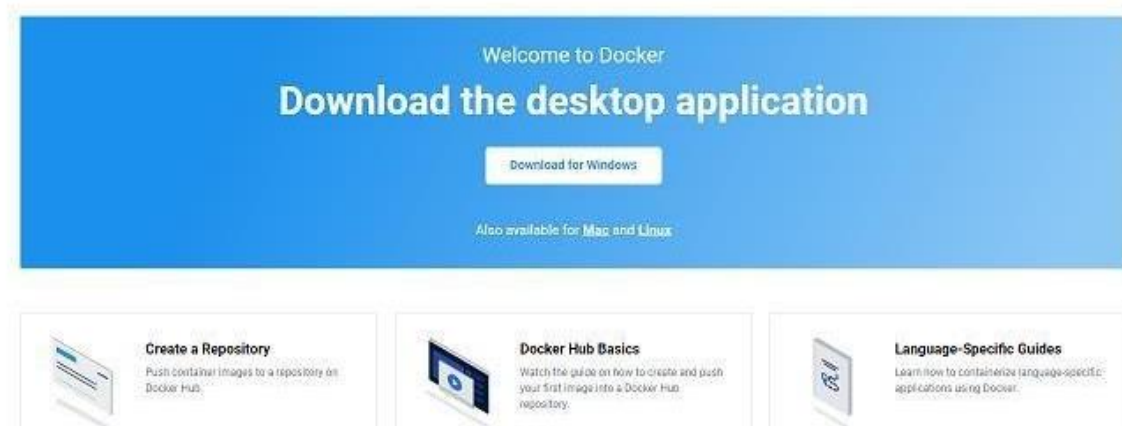 Welcome to Docker
Download the desktop application
Download for Windows
Also available for Mac and Linux
Create a Repository
Push container images to a repository on
Docker Hub.
Docker Hub Basics
Watch the guide on how to create and push
your first image into a Docker Hub
repository.
Language-Specific Guides
Learn how to containerize language-specific
applications using Docker.